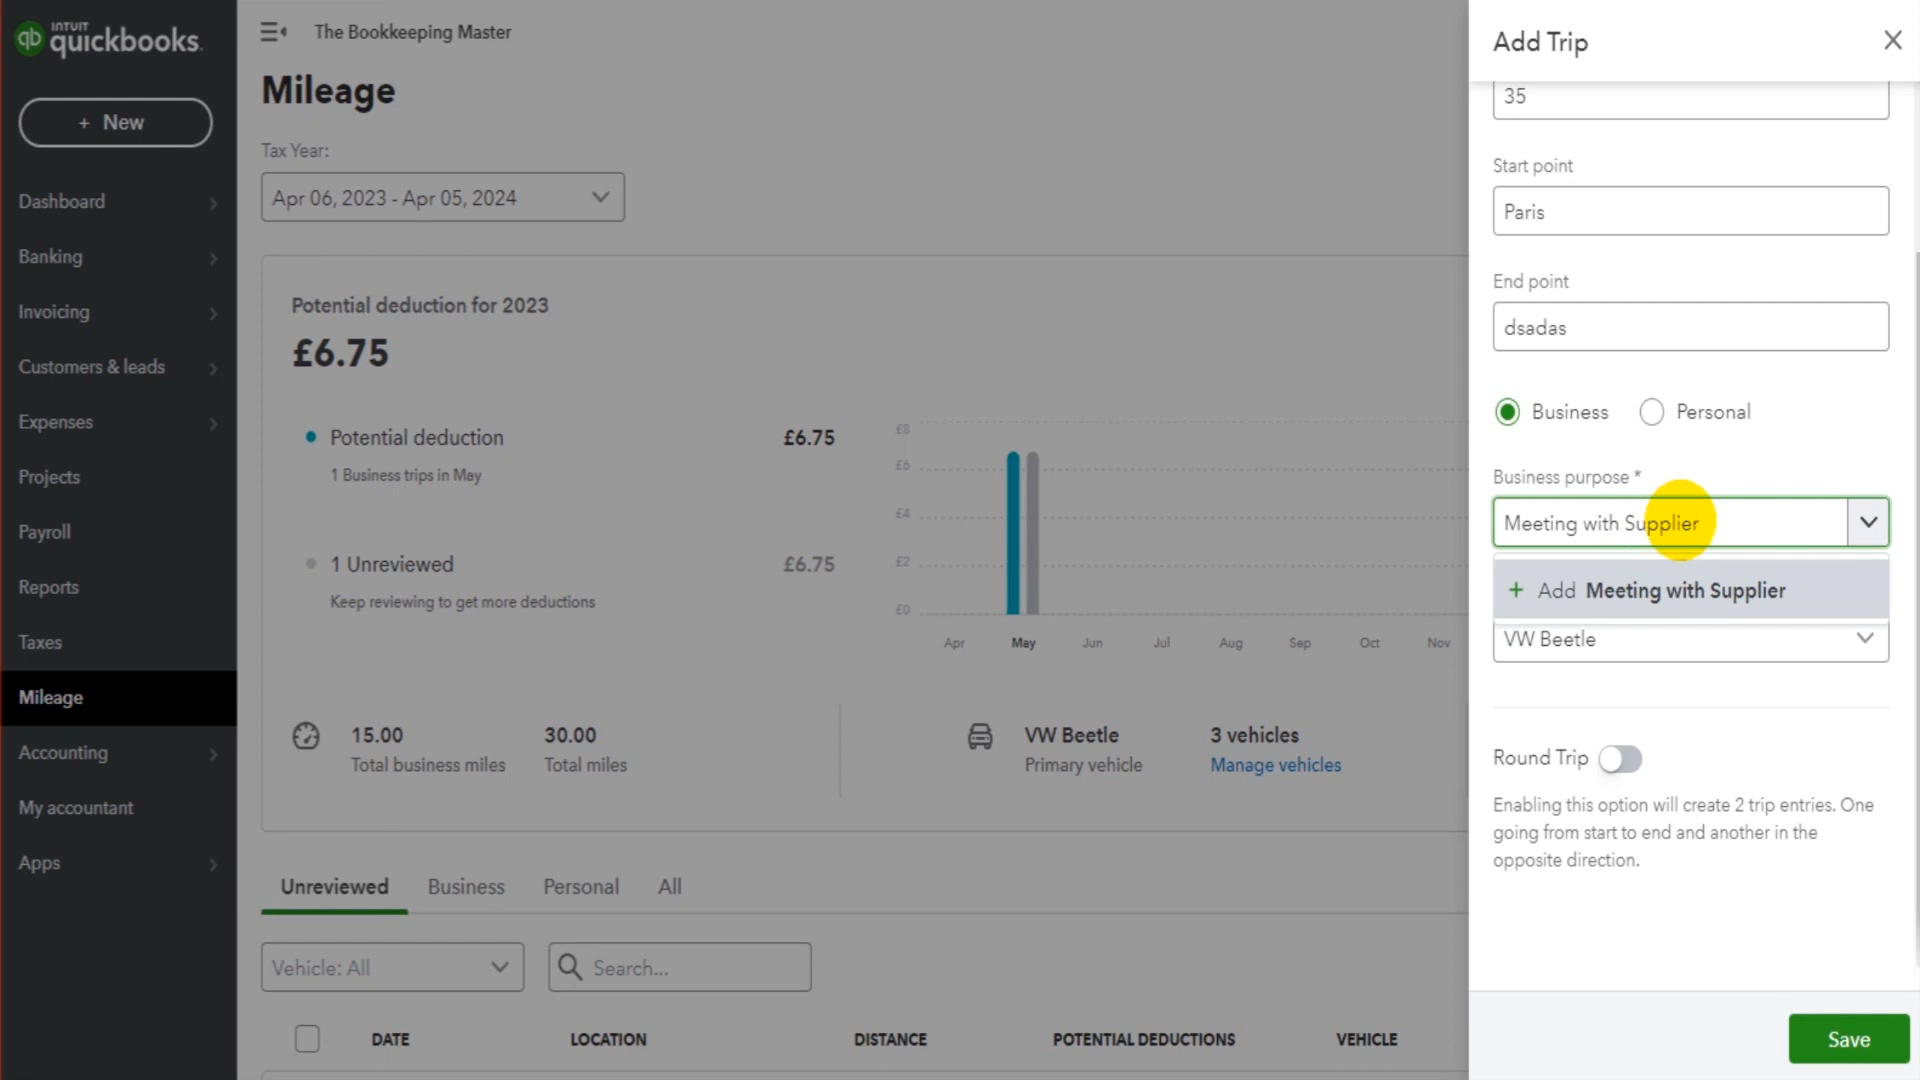 INTUIT
qb quickbooks.
+ New
Dashboard
Banking
Invoicing
Customers & leads
Expenses
Projects
Payroll
Reports
Taxes
Mileage
Accounting
My accountant
Apps
The Bookkeeping Master
Mileage
Tax Year:
Apr 06, 2023 - Apr 05, 2024
Potential deduction for 2023
£6.75
Potential deduction £6.75
1 Business trips in May
1 Unreviewed £6.75
Keep reviewing to get more deductions
£8
£6
£4
£2
£0
Apr May Jun Jul Aug Sep Oct Nov
15.00
Total business miles
30.00
Total miles
VW Beetle
Primary vehicle
3 vehicles
Manage vehicles
Unreviewed Business Personal All
Vehicle: All
Search...
DATE LOCATION DISTANCE POTENTIAL DEDUCTIONS VEHICLE
Add Trip
35
Start point
Paris
End point
dsadas
Business Personal
Business purpose *
Meeting with Supplier
+ Add Meeting with Supplier
VW Beetle
Round Trip
Enabling this option will create 2 trip entries. One
going from start to end and another in the
opposite direction.
Save